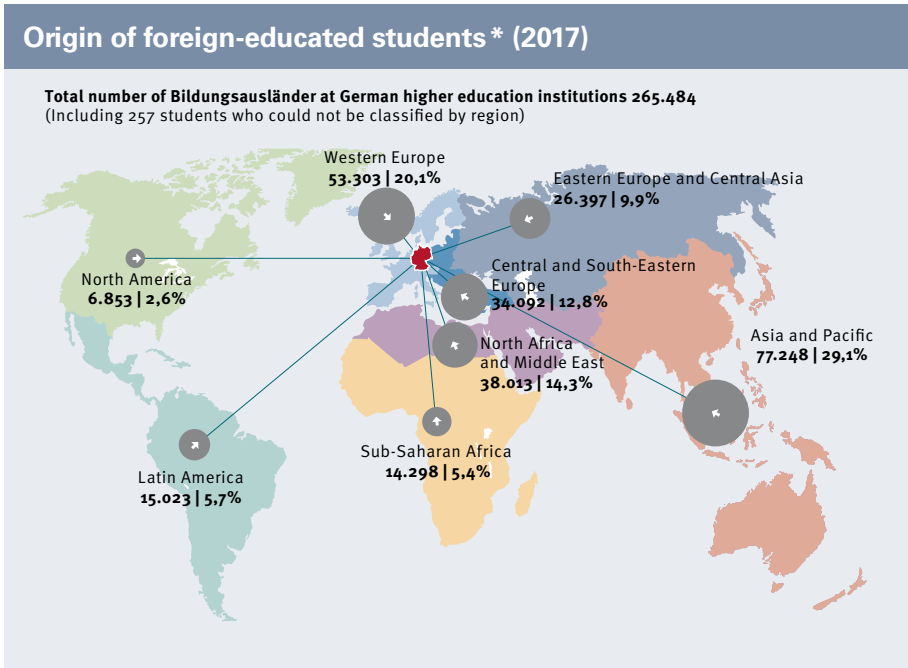 Origin of foreign-educated students* (2017)
Total number of Bildungsausländer at German higher education institutions 265.484
(Including 257 students who could not be classified by region)
Western Europe
53.303 | 20,1%
Eastern Europe and Central Asia
26.397 | 9,9%
North America
6.853 | 2,6%
Central and South-Eastern
Europe
34.092 | 12,8%
North Africa
and Middle East
38.013 | 14,3%
Asia and Pacific
77.248 | 29,1%
Sub-Saharan Africa
14.298 | 5,4%
Latin America
15.023 | 5,7%